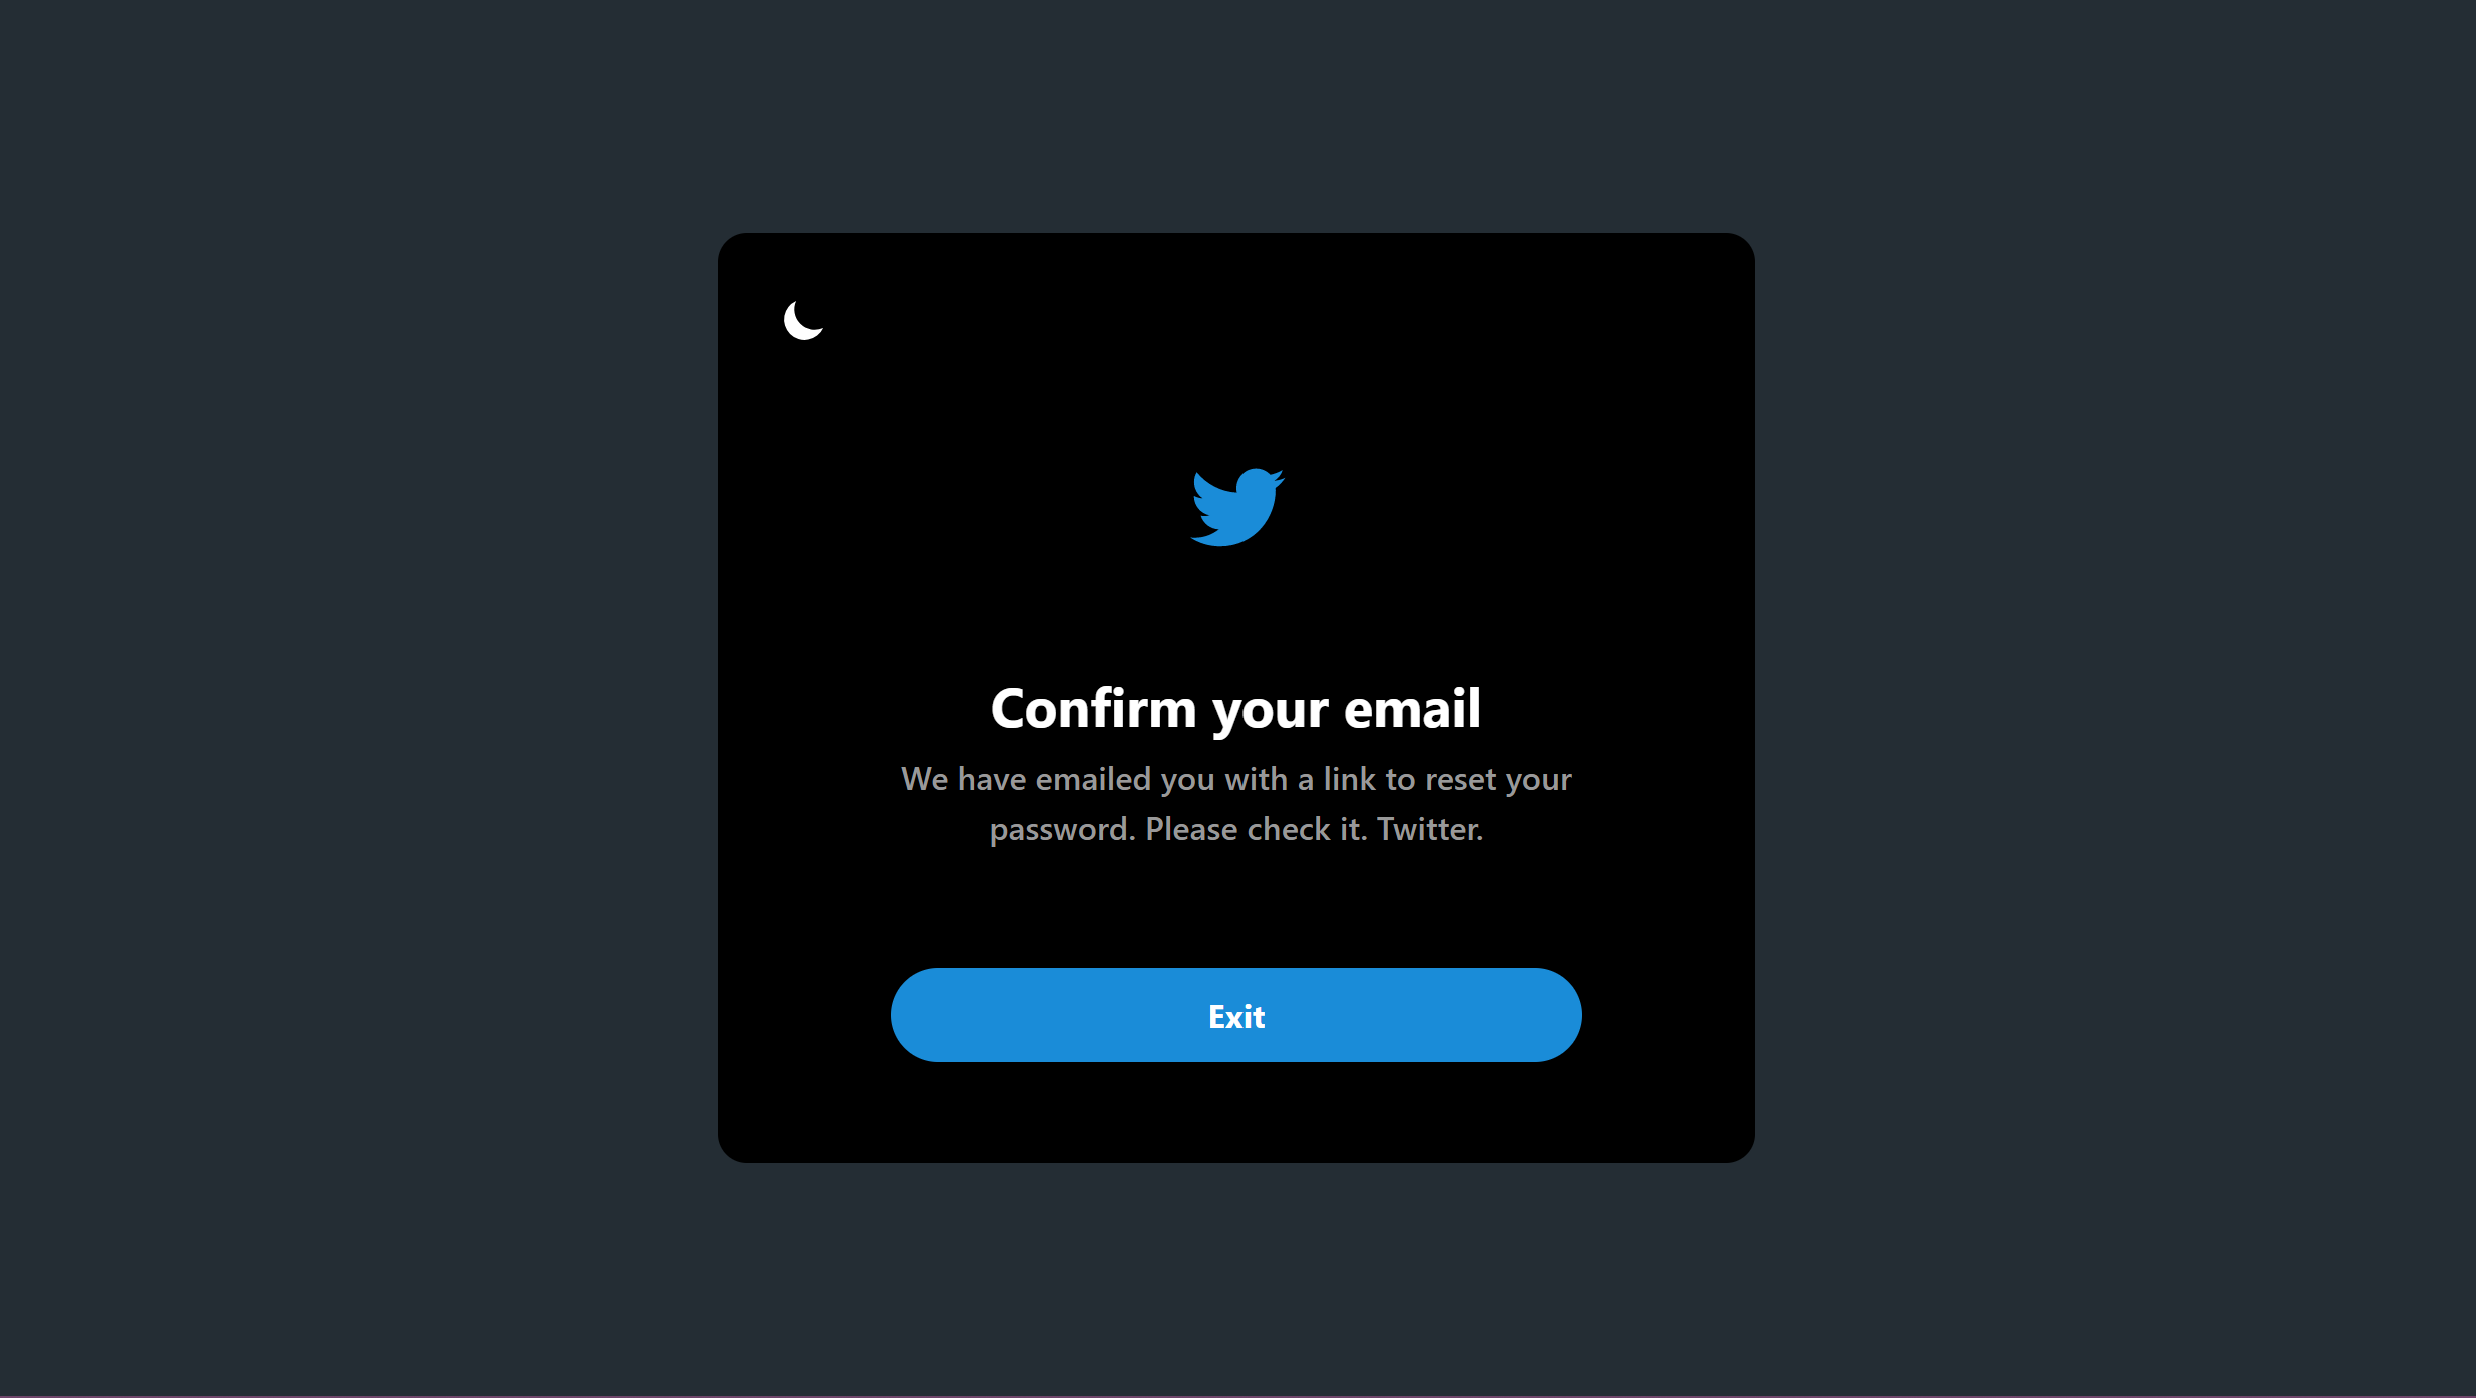 Confirm your email
We have emailed you with a link to reset your
password. Please check it. Twitter.
Exit